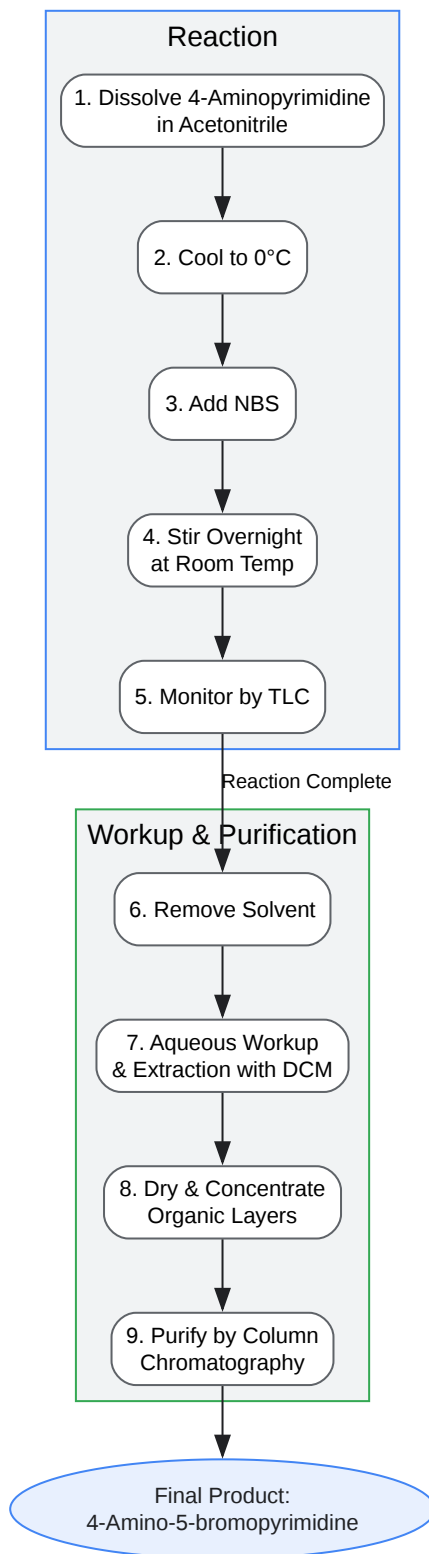 Reaction
1. Dissolve 4-Aminopyrimidine
in Acetonitrile
2. Cool to 0°C
3. Add NBS
4. Stir Overnight
at Room Temp
5. Monitor by TLC
Reaction Complete
Workup & Purification
6. Remove Solvent
7. Aqueous Workup
& Extraction with DCM
8. Dry & Concentrate
Organic Layers
9. Purify by Column
Chromatography
Final Product:
4-Amino-5-bromopyrimidine